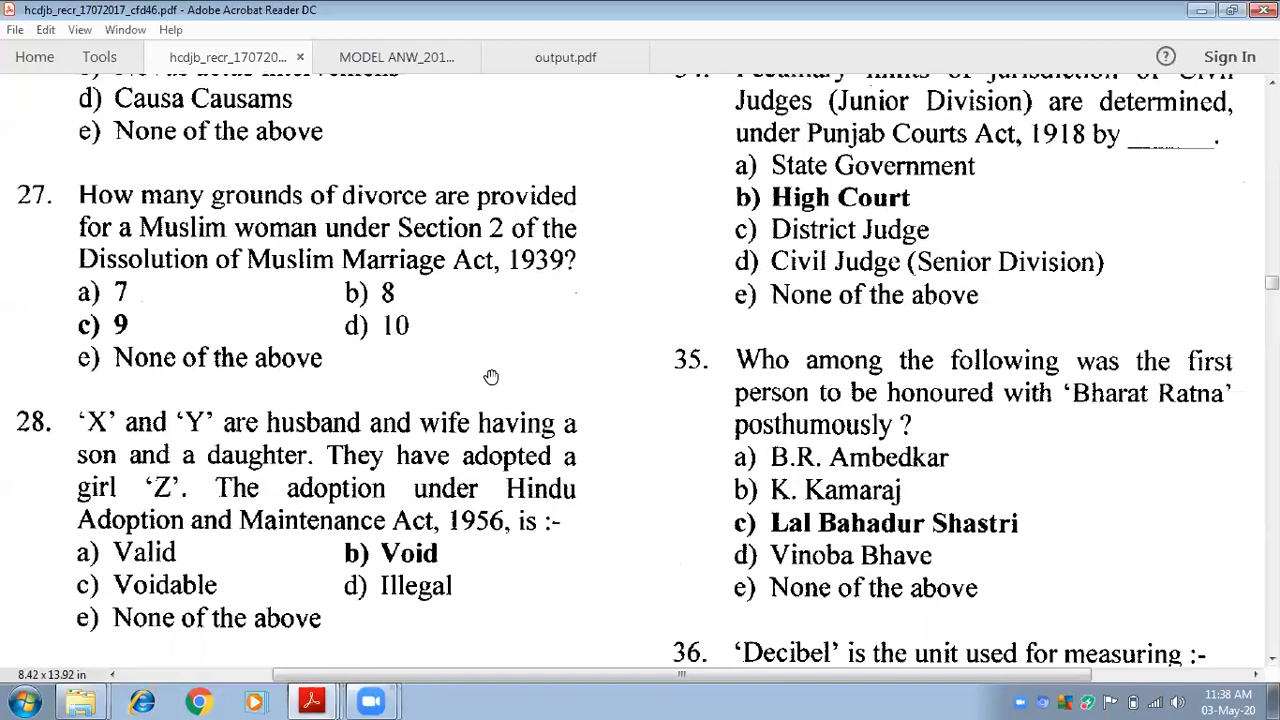 hcdjb_recr_17072017_cfd46.pdf - Adobe Acrobat Reader DC
File Edit View Window Help
Home Tools hcdjb_recr_170720... × MODEL ANW_201... output.pdf ? Sign In
d) Causa Causams
e) None of the above
27. How many grounds of divorce are provided
for a Muslim woman under Section 2 of the
Dissolution of Muslim Marriage Act, 1939?
a) 7 b) 8
c) 9 d) 10
e) None of the above
28. ‘X’ and ‘Y’ are husband and wife having a
son and a daughter. They have adopted a
girl ‘Z’. The adoption under Hindu
Adoption and Maintenance Act, 1956, is :-
a) Valid b) Void
c) Voidable d) Illegal
e) None of the above
limits of jurisdiction of Civil
Judges (Junior Division) are determined,
under Punjab Courts Act, 1918 by ______.
a) State Government
b) High Court
c) District Judge
d) Civil Judge (Senior Division)
e) None of the above
35. Who among the following was the first
person to be honoured with ‘Bharat Ratna’
posthumously ?
a) B.R. Ambedkar
b) K. Kamaraj
c) Lal Bahadur Shastri
d) Vinoba Bhave
e) None of the above
36. ‘Decibel’ is the unit used for measuring :-
8.42 x 13.92 in
11:38 AM
03-May-20